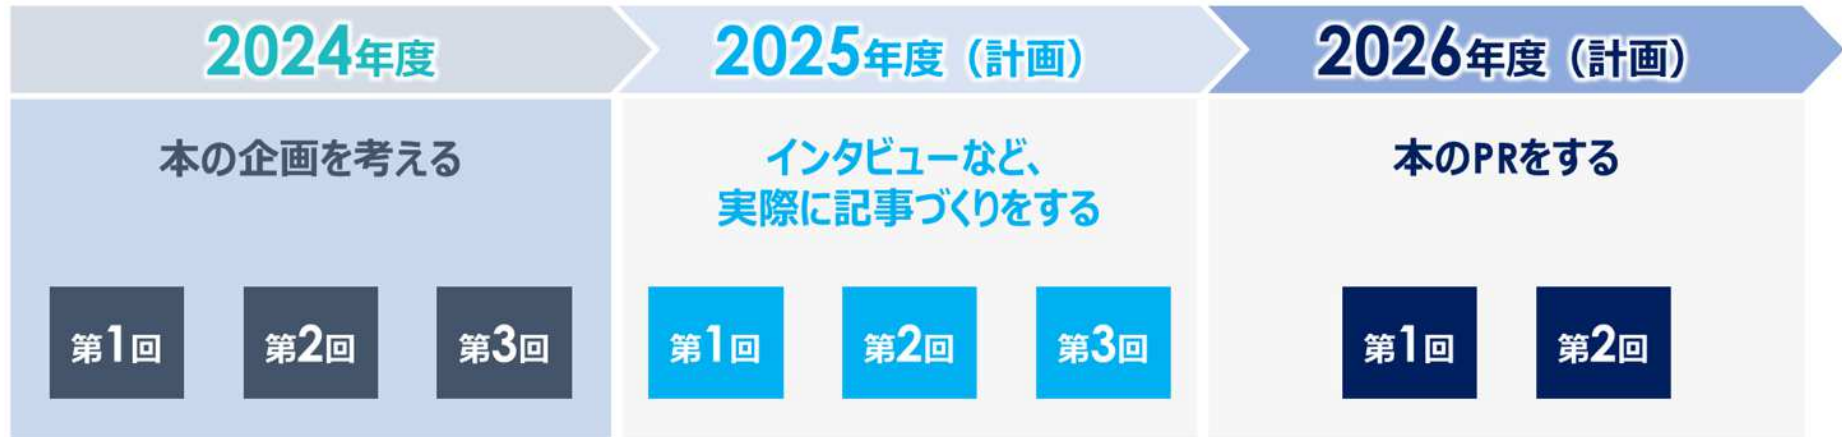 2024年度
2025年度（計画）
2026年度（計画）
本の企画を考える
第1回
第2回
第3回
インタビューなど、
実際に記事づくりをする
第1回
第2回
第3回
本のPRをする
第1回
第2回